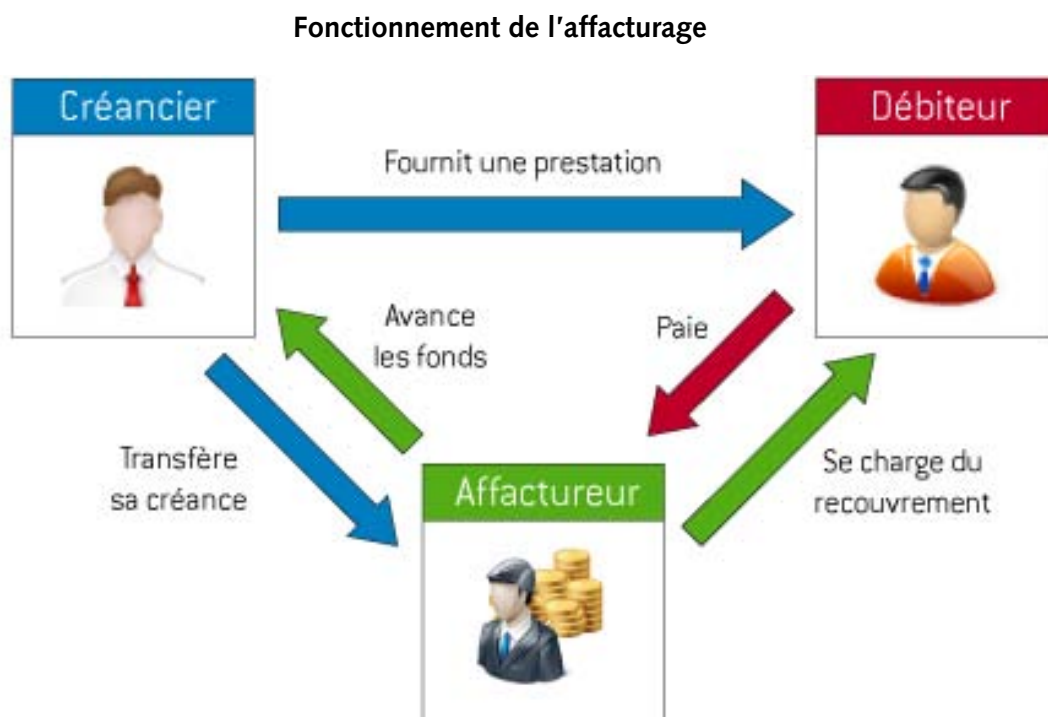 Fonctionnement de l'affacturage
Créancier
Débiteur
Fournit une prestation
Avance
les fonds
Paie
Transfère
sa créance
Affactureur
Se charge du
recouvrement